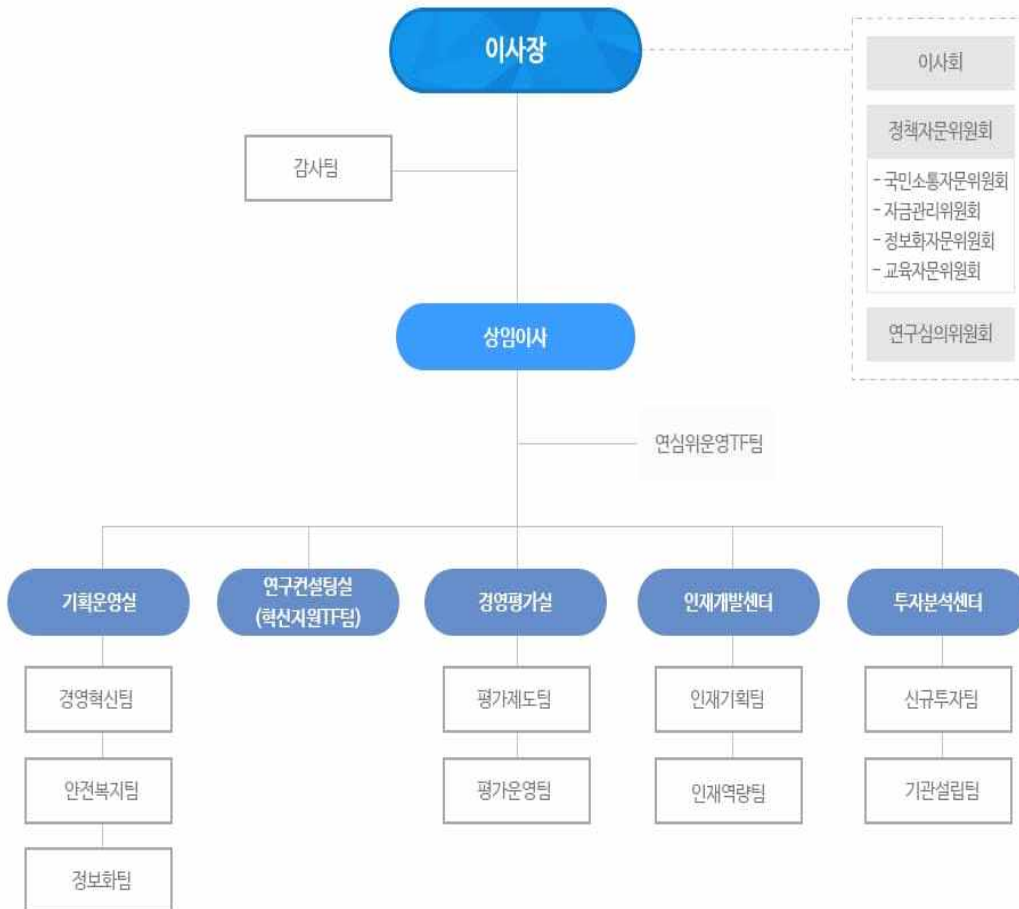 이사장
이사회
정책자문위원회
- 국민소통자문위원회
- 자금관리위원회
- 정보화자문위원회
- 교육자문위원회
연구심의위원회
감사팀
상임이사
연심위운영TF팀
기획운영실
연구컨설팅실
(혁신지원TF팀)
경영평가실
인재개발센터
투자분석센터
경영혁신팀
평가제도팀
인재기획팀
신규투자팀
안전복지팀
평가운영팀
인재역량팀
기관설립팀
정보화팀